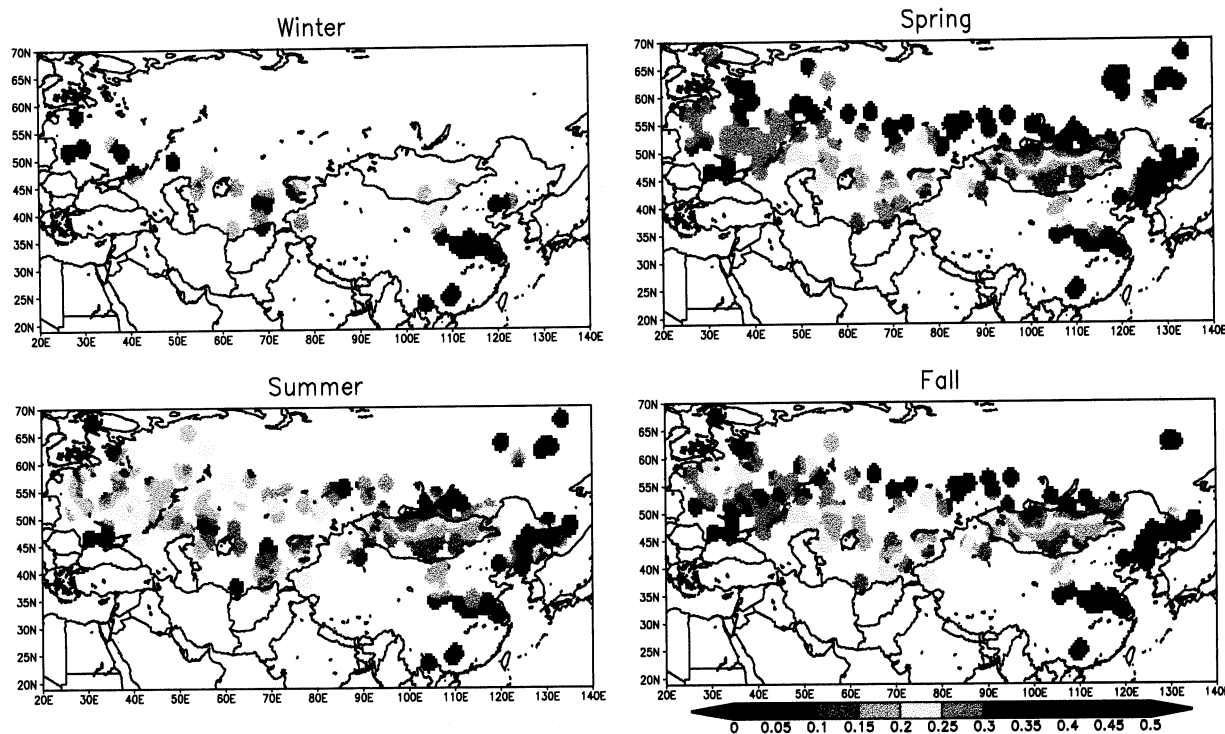 Winter
Spring
70N
65N
60N
55N
50N
45N
40N
35N
30N
25N
20N
20E 30E 40E 50E 60E 70E 80E 90E 100E 110E 120E 130E 140E
70N
65N
60N
55N
50N
45N
40N
35N
30N
25N
20N
20E 30E 40E 50E 60E 70E 80E 90E 100E 110E 120E 130E 140E
Summer
Fall
70N
65N
60N
55N
50N
45N
40N
35N
30N
25N
20N
20E 30E 40E 50E 60E 70E 80E 90E 100E 110E 120E 130E 140E
70N
65N
60N
55N
50N
45N
40N
35N
30N
25N
20N
20E 30E 40E 50E 60E 70E 80E 90E 100E 110E 120E 130E 140E
0 0.05 0.1 0.15 0.2 0.25 0.3 0.35 0.4 0.45 0.5